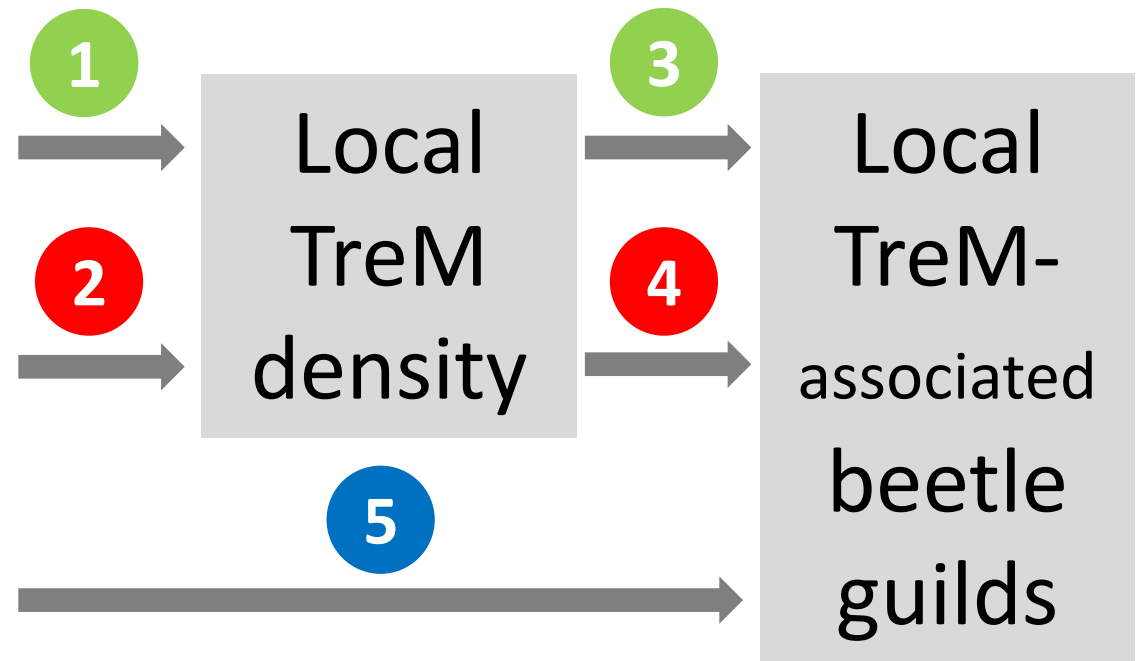 1
2
Local
TreM
density
3
4
5
Local
TreM-
associated
beetle
guilds